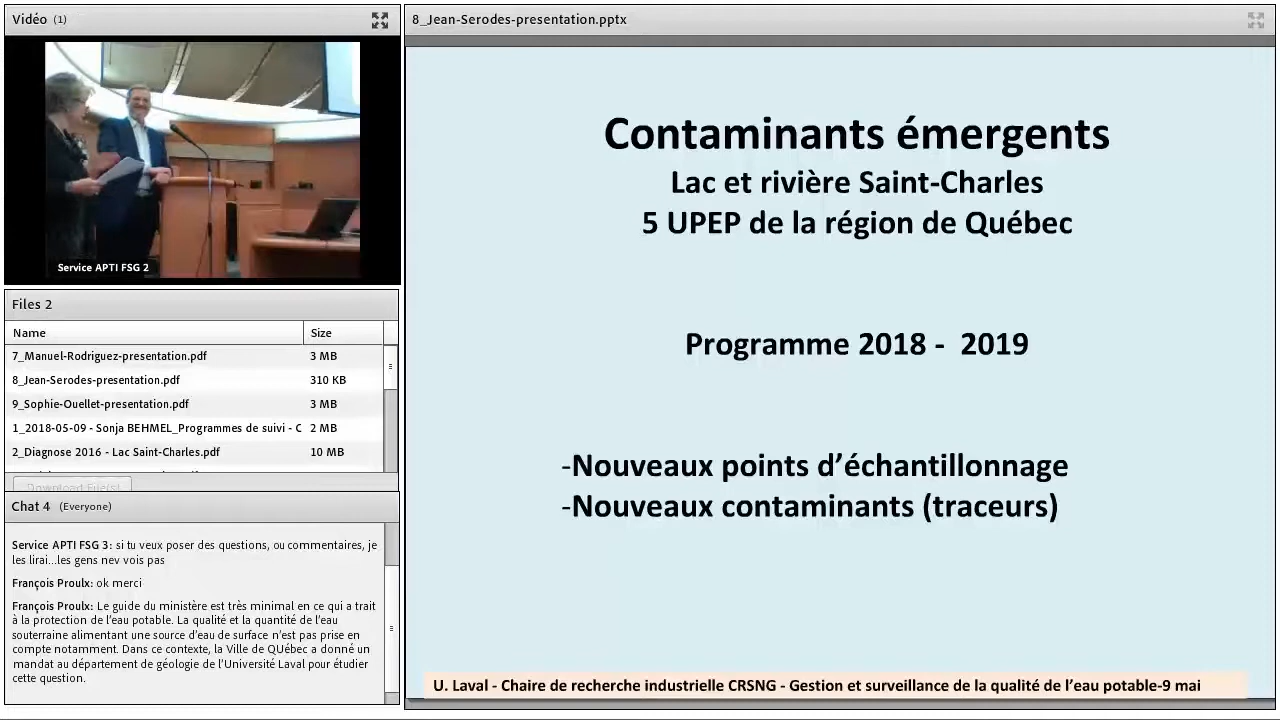 Vidéo (1)
Service APTI FSG 2
Files 2
Name Size
7_Manuel-Rodriguez-presentation.pdf 3 MB
8_Jean-Serodes-presentation.pdf 310 KB
9_Sophie-Ouellet-presentation.pdf 3 MB
1_2018-05-09 - Sonja BEHMEL_Programmes de suivi - C 2 MB
2_Diagnose 2016 - Lac Saint-Charles.pdf 10 MB
Download File(s)
Chat 4 (Everyone)
Service APTI FSG 3: si tu veux poser des questions, ou commentaires, je
les lirai...les gens nev vois pas
François Proulx: ok merci
François Proulx: Le guide du ministère est très minimal en ce qui a trait
à la protection de l'eau potable. La qualité et la quantité de l'eau
souterraine alimentant une source d'eau de surface n'est pas prise en
compte notamment. Dans ce contexte, la Ville de QUébec a donné un
mandat au département de géologie de l'Université Laval pour étudier
cette question.
8_Jean-Serodes-presentation.pptx
Contaminants émergents
Lac et rivière Saint-Charles
5 UPEP de la région de Québec
Programme 2018 - 2019
-Nouveaux points d’échantillonnage
-Nouveaux contaminants (traceurs)
U. Laval - Chaire de recherche industrielle CRSNG - Gestion et surveillance de la qualité de l’eau potable-9 mai